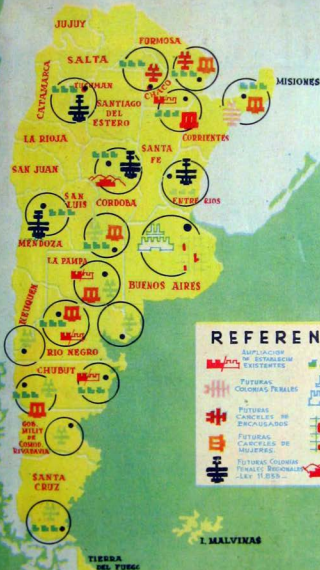 JUJUY
FORMOSA
SALTA
CATAMARCA
TUCUMAN
CHACO
MISIONES
SANTIAGO
DEL
ESTERO
CORRIENTES
LA RIOJA
SANTA
FE
SAN JUAN
SAN
LUIS
CORDOBA
ENTRE RIOS
MENDOZA
LA PAMPA
BUENOS AIRES
NEUQUEN
RIO NEGRO
CHUBUT
GOB.
MILIT
DE
COMOD.
RIVADAVIA
SANTA
CRUZ
I. MALVINAS
TIERRA
DEL FUEGO
REFEREN
AMPLIACION
DE ESTABLECI
EXISTENTES
FUTURAS
COLONIAS PENALES
FUTURAS
CARCELES DE
ENCAUSADOS
FUTURAS
CARCELES DE
MUJERES
FUTURAS COLONIAS
PENALES REGIONALES
LEY 11.833